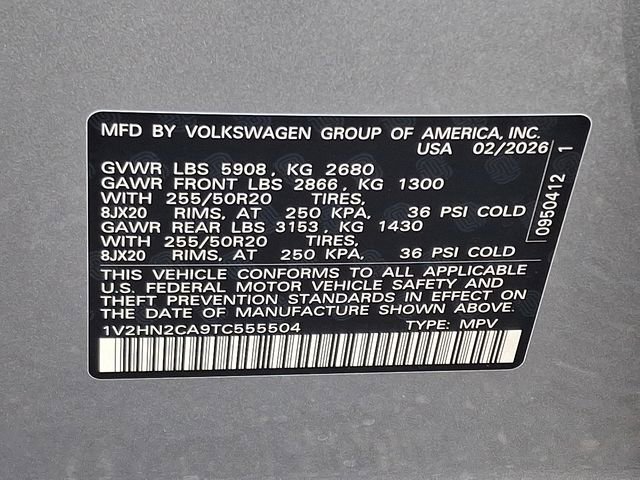 MFD BY VOLKSWAGEN GROUP OF AMERICA, INC.
USA 02/2026
GVWR LBS 5908, KG 2680
GAWR FRONT LBS 2866, KG 1300
WITH 255/50R20 TIRES,
8JX20 RIMS, AT 250 KPA, 36 PSI COLD
GAWR REAR LBS 3153, KG 1430
WITH 255/50R20 TIRES,
8JX20 RIMS, AT 250 KPA, 36 PSI COLD
0950412 1
THIS VEHICLE CONFORMS TO ALL APPLICABLE
U.S. FEDERAL MOTOR VEHICLE SAFETY AND
THEFT PREVENTION STANDARDS IN EFFECT ON
THE DATE OF MANUFACTURE SHOWN ABOVE.
1V2HN2CA9TC555504 TYPE: MPV